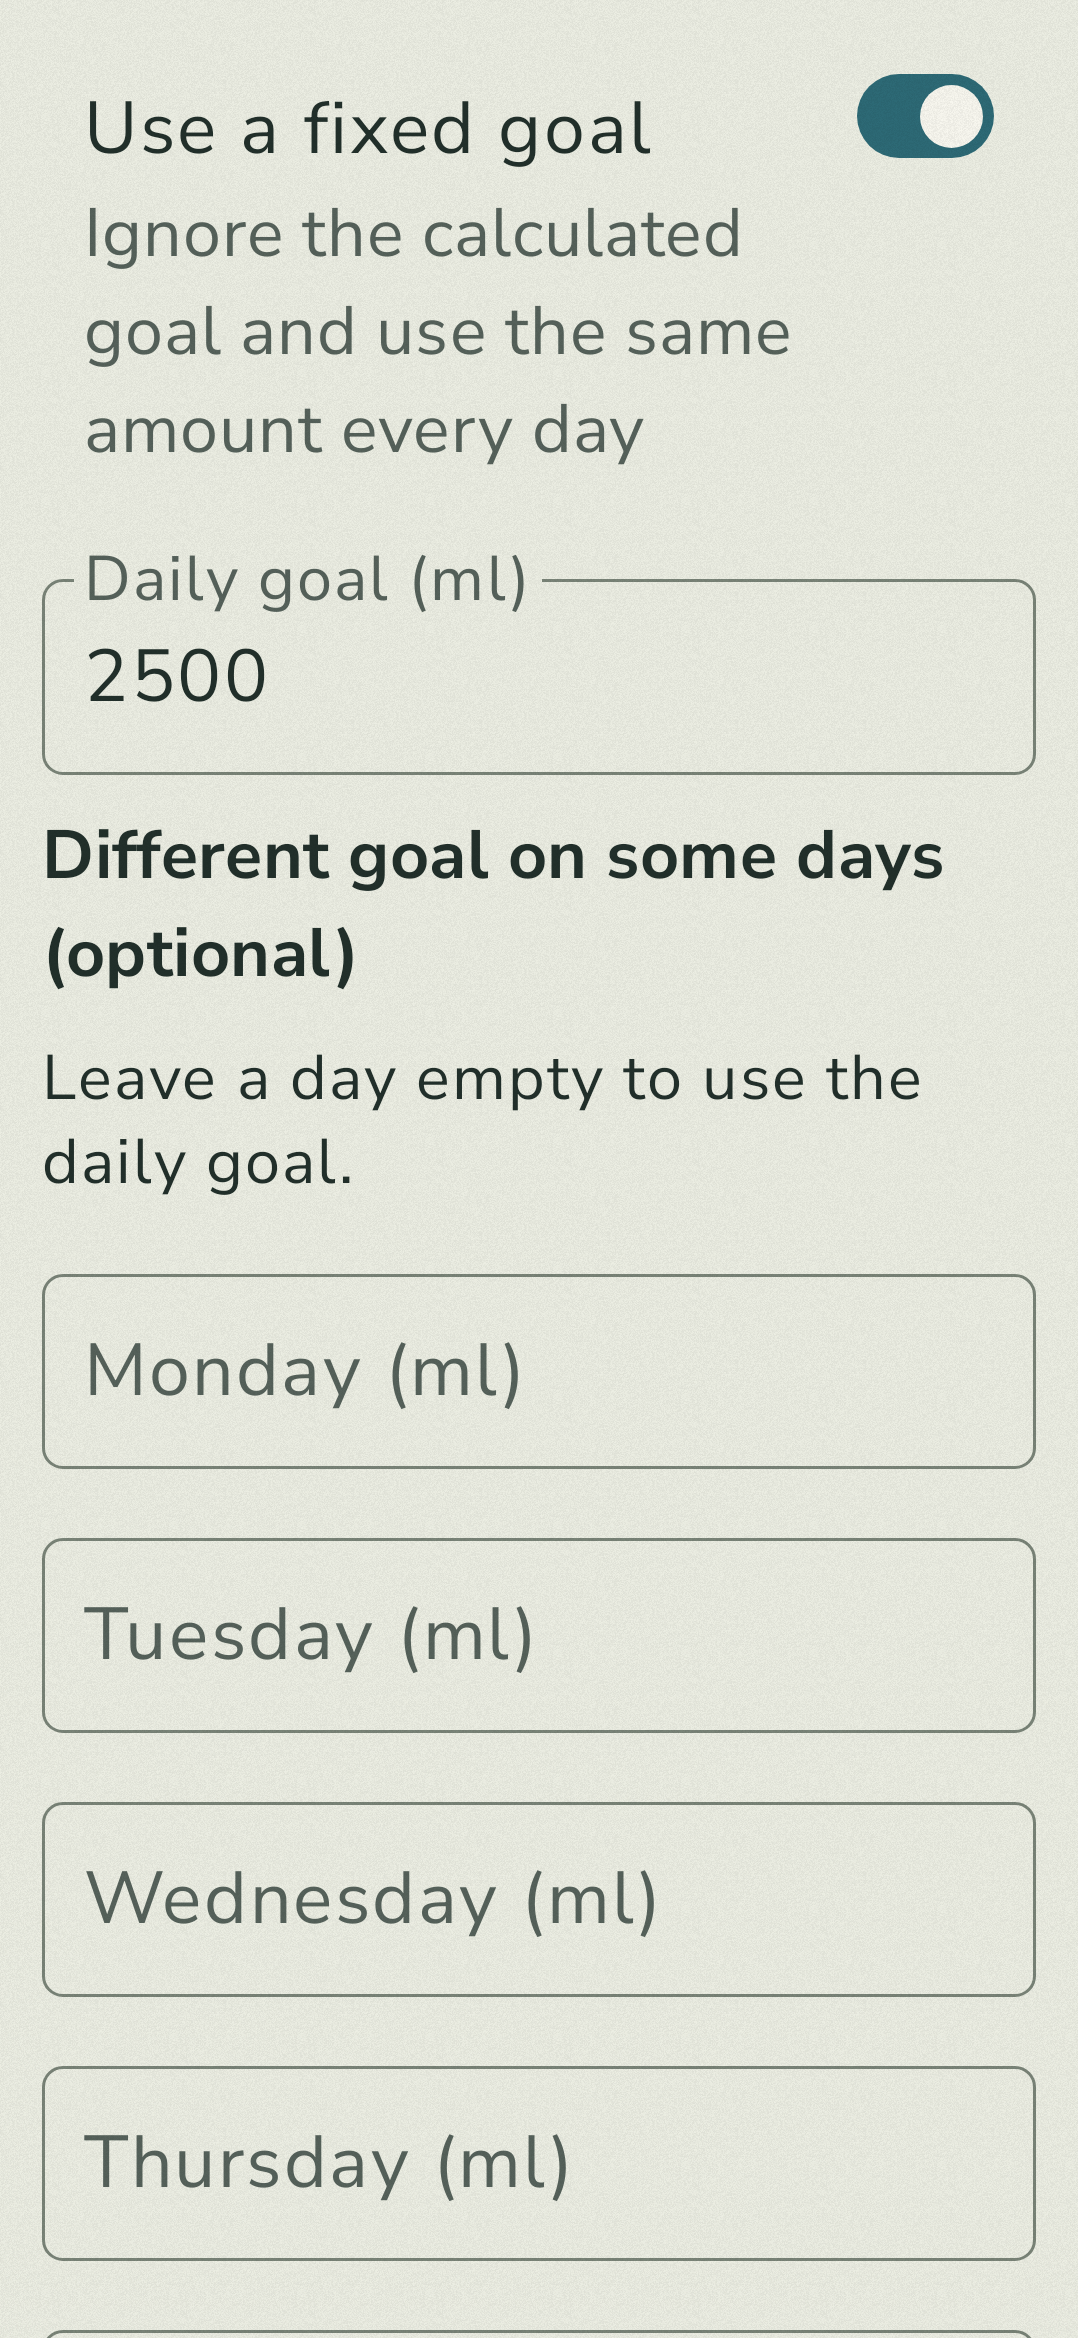 Use a fixed goal
Ignore the calculated
goal and use the same
amount every day
Daily goal (ml)
2500
Different goal on some days
(optional)
Leave a day empty to use the
daily goal.
Monday (ml)
Tuesday (ml)
Wednesday (ml)
Thursday (ml)